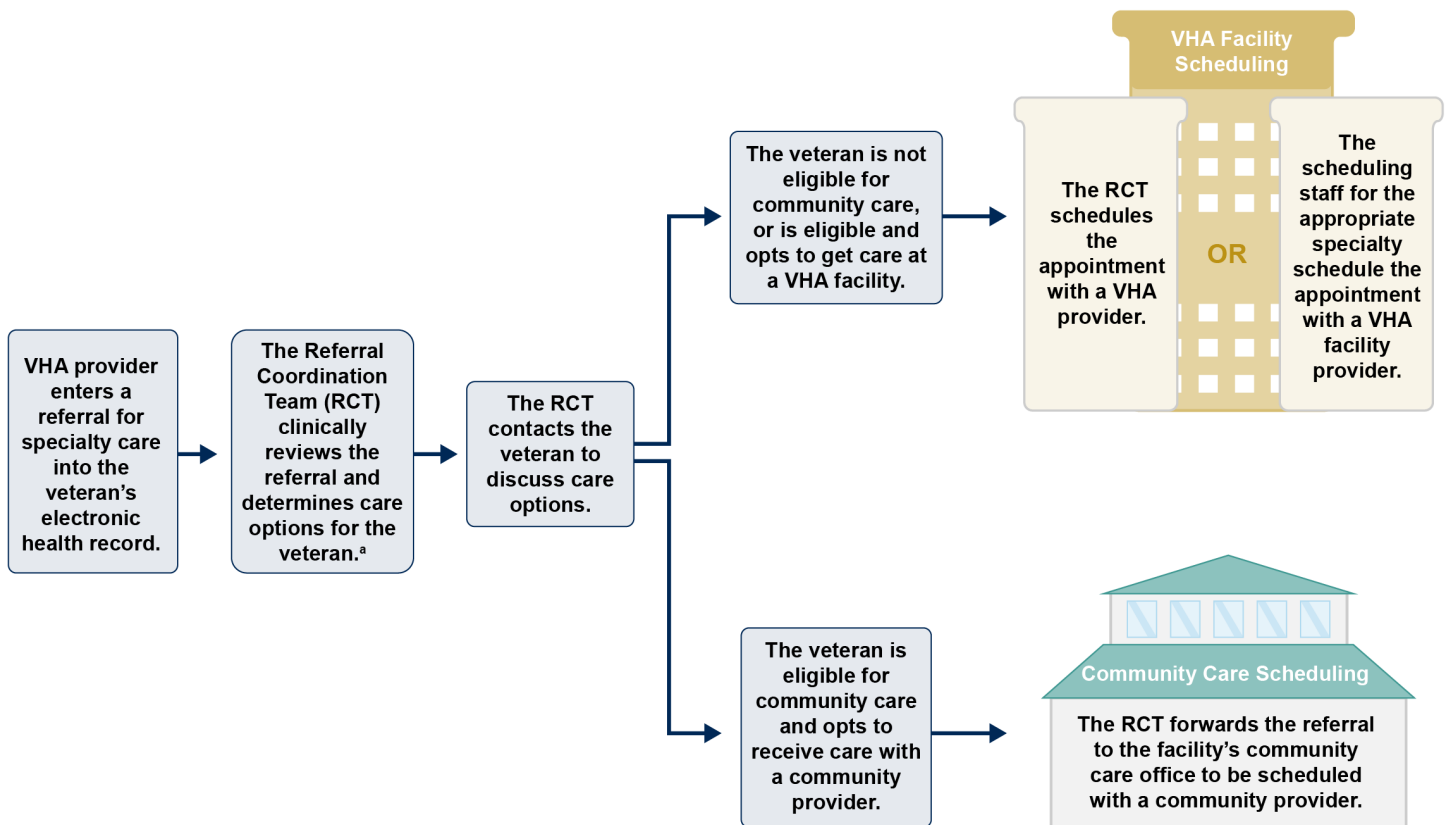 VHA provider
enters a
referral for
specialty care
into the
veteran’s
electronic
health record.
The Referral
Coordination
Team (RCT)
clinically
reviews the
referral and
determines care
options for the
veteran.ª
The RCT
contacts the
veteran to
discuss care
options.
The veteran is not
eligible for
community care,
or is eligible and
opts to get care at
a VHA facility.
VHA Facility
Scheduling
The RCT
schedules
the
appointment
with a VHA
provider.
OR
The
scheduling
staff for the
appropriate
specialty
schedule the
appointment
with a VHA
facility
provider.
The veteran is
eligible for
community care
and opts to
receive care with
a community
provider.
Community Care Scheduling
The RCT forwards the referral
to the facility’s community
care office to be scheduled
with a community provider.